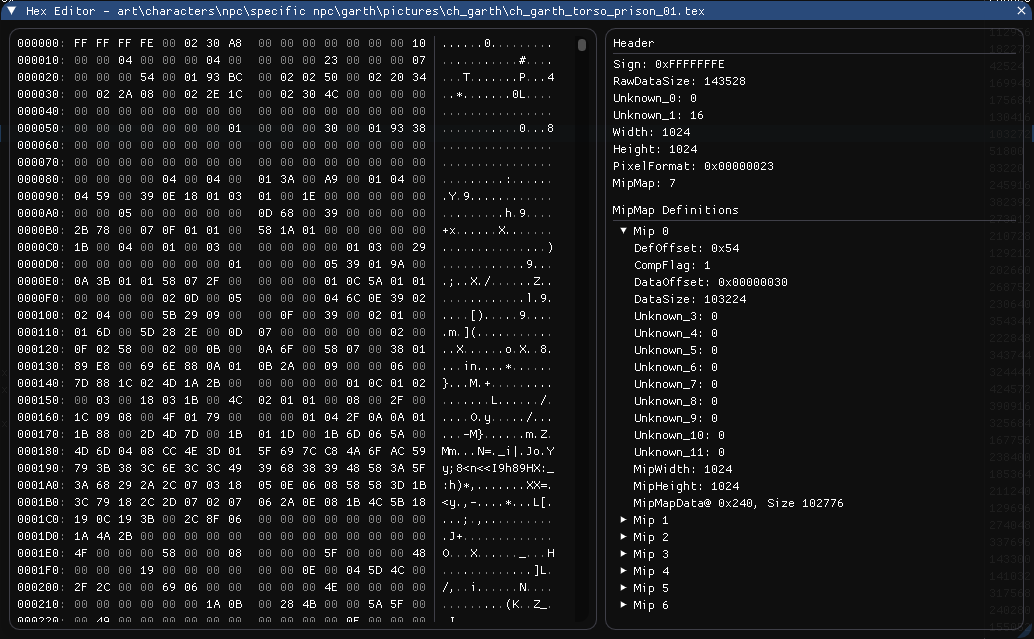 Hex Editor - art\characters\npc\specific npc\garth\pictures\ch_garth_torso_prison_01.tex
000000: FF FF FF FE 00 02 30 A8 00 00 00 00 00 00 00 10 ......0.........
000010: 00 00 04 00 00 00 04 00 00 00 00 23 00 00 00 07 ...........#....
000020: 00 00 00 54 00 01 93 BC 00 02 02 50 00 02 20 34 ...T.......P.. 4
000030: 00 02 2A 08 00 02 2E 1C 00 02 30 4C 00 00 00 00 ..*.......0L....
000040: 00 00 00 00 00 00 00 00 00 00 00 00 00 00 00 00 ................
000050: 00 00 00 00 00 00 00 01 00 00 00 30 00 01 93 38 ...........0...8
000060: 00 00 00 00 00 00 00 00 00 00 00 00 00 00 00 00 ................
000070: 00 00 00 00 00 00 00 00 00 00 00 00 00 00 00 00 ................
000080: 00 00 00 00 04 00 04 00 01 3A 00 A9 00 01 04 00 .........:......
000090: 04 59 00 39 0E 18 01 03 01 00 1E 00 00 00 00 00 .Y.9............
0000A0: 00 00 05 00 00 00 00 00 0D 68 00 39 00 00 00 00 .........h.9....
0000B0: 2B 78 00 07 0F 01 01 00 58 1A 01 00 00 00 00 00 +x......X.......
0000C0: 1B 00 04 00 01 00 03 00 00 00 00 00 01 03 00 29 ...............)
0000D0: 00 00 00 00 00 00 00 01 00 00 00 05 39 01 9A 00 ............9...
0000E0: 0A 3B 01 01 58 07 2F 00 00 00 01 0C 5A 01 01 .;..X./.....Z..
0000F0: 00 00 00 00 02 0D 00 05 00 00 00 04 6C 0E 39 02 ............l.9.
000100: 02 04 00 00 5B 29 09 00 00 0F 00 39 00 02 01 00 ....[).....9....
000110: 01 6D 00 5D 28 2E 00 0D 07 00 00 00 00 00 02 00 .m.](...........
000120: 0F 02 58 00 02 00 0B 00 0A 6F 00 58 07 00 38 01 ..X......o.X..8.
000130: 89 E8 00 69 6E 88 0A 01 0B 2A 00 09 00 00 06 00 ...in....*......
000140: 7D 88 1C 02 4D 1A 2B 00 00 00 00 00 01 0C 01 02 }...M.+.........
000150: 00 03 00 18 03 1B 00 4C 02 01 01 00 08 00 2F 00 .......L....../.
000160: 1C 09 08 00 4F 01 79 00 00 00 01 04 2F 0A 0A 01 ....O.y...../...
000170: 1B 88 00 2D 4D 7D 00 1B 01 1D 00 1B 6D 06 5A 00 ...-M}......m.Z.
000180: 4D 6D 04 08 CC 4E 3D 01 5F 69 7C C8 4A 6F AC 59 Mm...N=._i|.Jo.Y
000190: 79 3B 38 3C 6E 3C 3C 49 39 68 38 39 48 58 3A 5F y;8<n<<I9h89HX:_
0001A0: 3A 68 29 2A 2C 07 03 18 05 0E 06 08 58 58 3D 1B :h)*,.......XX=.
0001B0: 3C 79 18 2C 2D 07 02 07 06 2A 0E 08 1B 4C 5B 18 <y.,-....*...L[.
0001C0: 19 0C 19 3B 00 2C 8F 06 00 00 00 00 00 00 00 00 ...;.,..........
0001D0: 1A 4A 2B 00 00 00 00 00 00 00 00 00 00 00 00 00 .J+.............
0001E0: 4F 00 00 00 58 00 00 08 00 00 00 5F 00 00 00 48 O...X......_...H
0001F0: 00 00 00 00 19 00 00 00 00 00 0E 00 04 5D 4C 00 .............]L.
000200: 2F 2C 00 00 69 06 00 00 00 00 00 4E 00 00 00 00 /,..i......N....
000210: 00 00 00 00 00 00 1A 0B 00 28 4B 00 00 5A 5F 00 .........(K..Z_.
Header
Sign: 0xFFFFFFFE
RawDataSize: 143528
Unknown_0: 0
Unknown_1: 16
Width: 1024
Height: 1024
PixelFormat: 0x00000023
MipMap: 7
MipMap Definitions
Mip 0
DefOffset: 0x54
CompFlag: 1
DataOffset: 0x00000030
DataSize: 103224
Unknown_3: 0
Unknown_4: 0
Unknown_5: 0
Unknown_6: 0
Unknown_7: 0
Unknown_8: 0
Unknown_9: 0
Unknown_10: 0
Unknown_11: 0
MipWidth: 1024
MipHeight: 1024
MipMapData@ 0x240, Size 102776
Mip 1
Mip 2
Mip 3
Mip 4
Mip 5
Mip 6